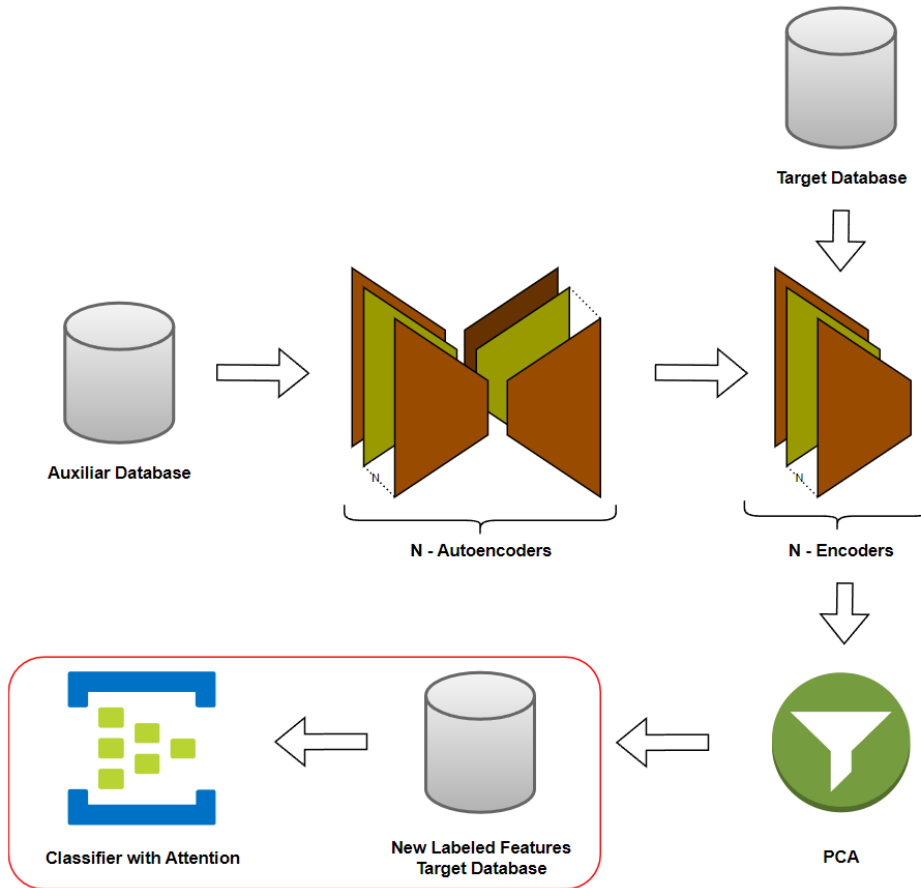 Target Database
Auxiliar Database
N
N - Autoencoders
N
N - Encoders
Classifier with Attention
New Labeled Features
Target Database
PCA